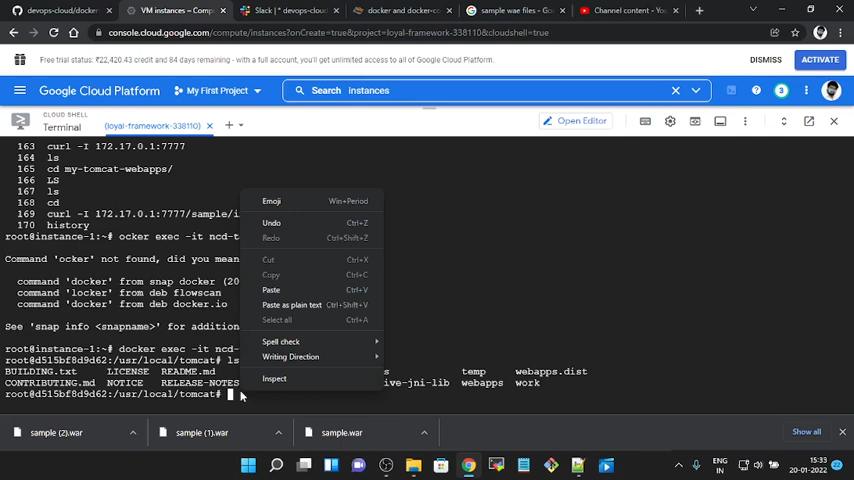 devops-cloud/docker
VM instances – Comp
Slack | * devops-cloud
docker and docker-co
sample wae files - Goo
Channel content - You
console.cloud.google.com/compute/instances?onCreate=true&project=loyal-framework-338110&cloudshell=true
Free trial status: ₹22,420.43 credit and 84 days remaining - with a full account, you'll get unlimited access to all of Google Cloud Platform.
DISMISS
ACTIVATE
Google Cloud Platform
My First Project
Search instances
3
CLOUD SHELL
Terminal
(loyal-framework-338110)
Open Editor
163 curl -I 172.17.0.1:7777
164 ls
165 cd my-tomcat-webapps/
166 LS
167 ls
168 cd
169 curl -I 172.17.0.1:7777/sample/i
170 history
root@instance-1:~# ocker exec -it ncd-t
Command 'ocker' not found, did you me
command 'docker' from snap docker (20
command 'locker' from deb flowscan
command 'docker' from deb docker.io
See 'snap info <snapname>' for addition
root@instance-1:~# docker exec -it ncd-
root@d515bf8d9d62:/usr/local/tomcat# ls
BUILDING.txt LICENSE README.md s temp webapps.dist
CONTRIBUTING.md NOTICE RELEASE-NOTES ive-jni-lib webapps work
root@d515bf8d9d62:/usr/local/tomcat#
Emoji Win+Period
Undo Ctrl+Z
Redo Ctrl+Shift+Z
Cut Ctrl+X
Copy Ctrl+C
Paste Ctrl+V
Paste as plain text Ctrl+Shift+V
Select all Ctrl+A
Spell check
Writing Direction
Inspect
sample (2).war
sample (1).war
sample.war
Show all
ENG
IN
15:33
20-01-2022
22